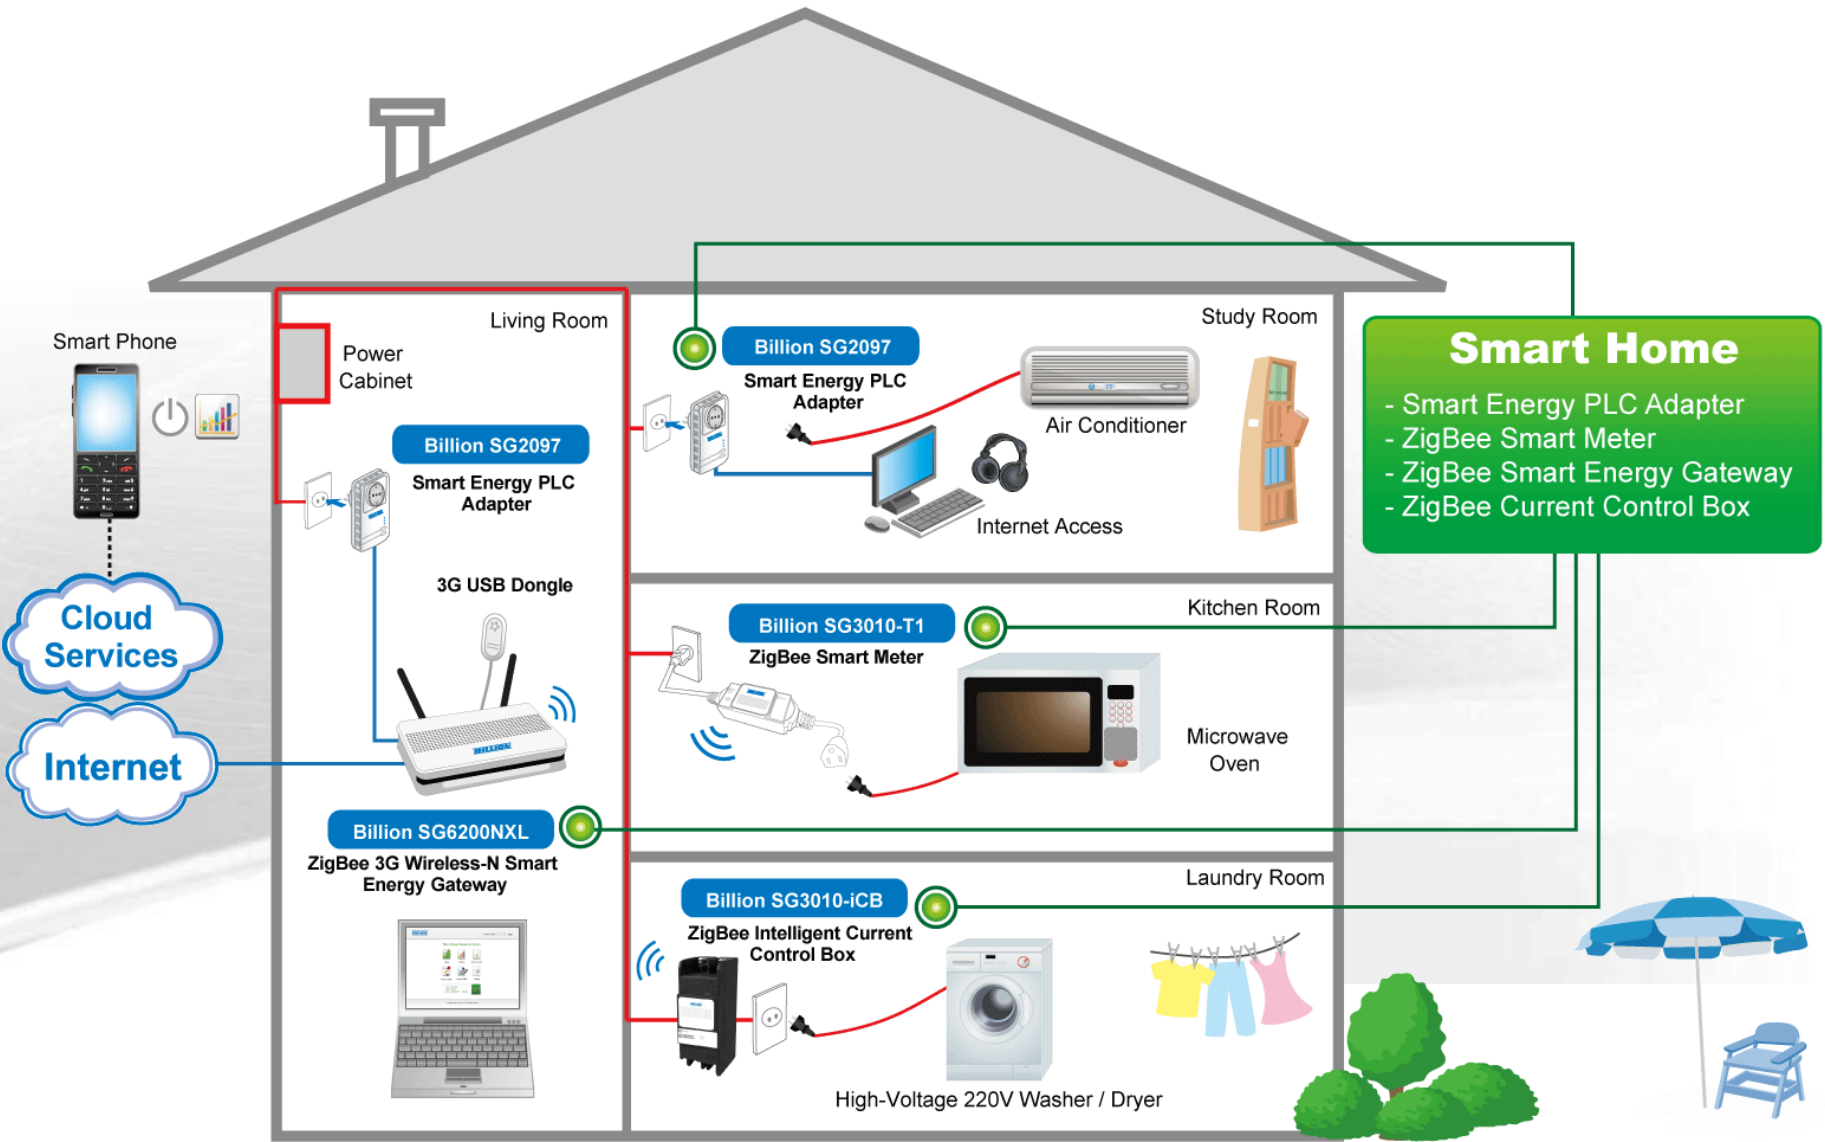 Smart Phone
Cloud
Services
Internet
Living Room
Power
Cabinet
Billion SG2097
Smart Energy PLC
Adapter
3G USB Dongle
BILLION
Billion SG6200NXL
ZigBee 3G Wireless-N Smart
Energy Gateway
Study Room
Billion SG2097
Smart Energy PLC
Adapter
Air Conditioner
Internet Access
Kitchen Room
Billion SG3010-T1
ZigBee Smart Meter
Microwave
Oven
Laundry Room
Billion SG3010-iCB
ZigBee Intelligent Current
Control Box
High-Voltage 220V Washer / Dryer
Smart Home
- Smart Energy PLC Adapter
- ZigBee Smart Meter
- ZigBee Smart Energy Gateway
- ZigBee Current Control Box